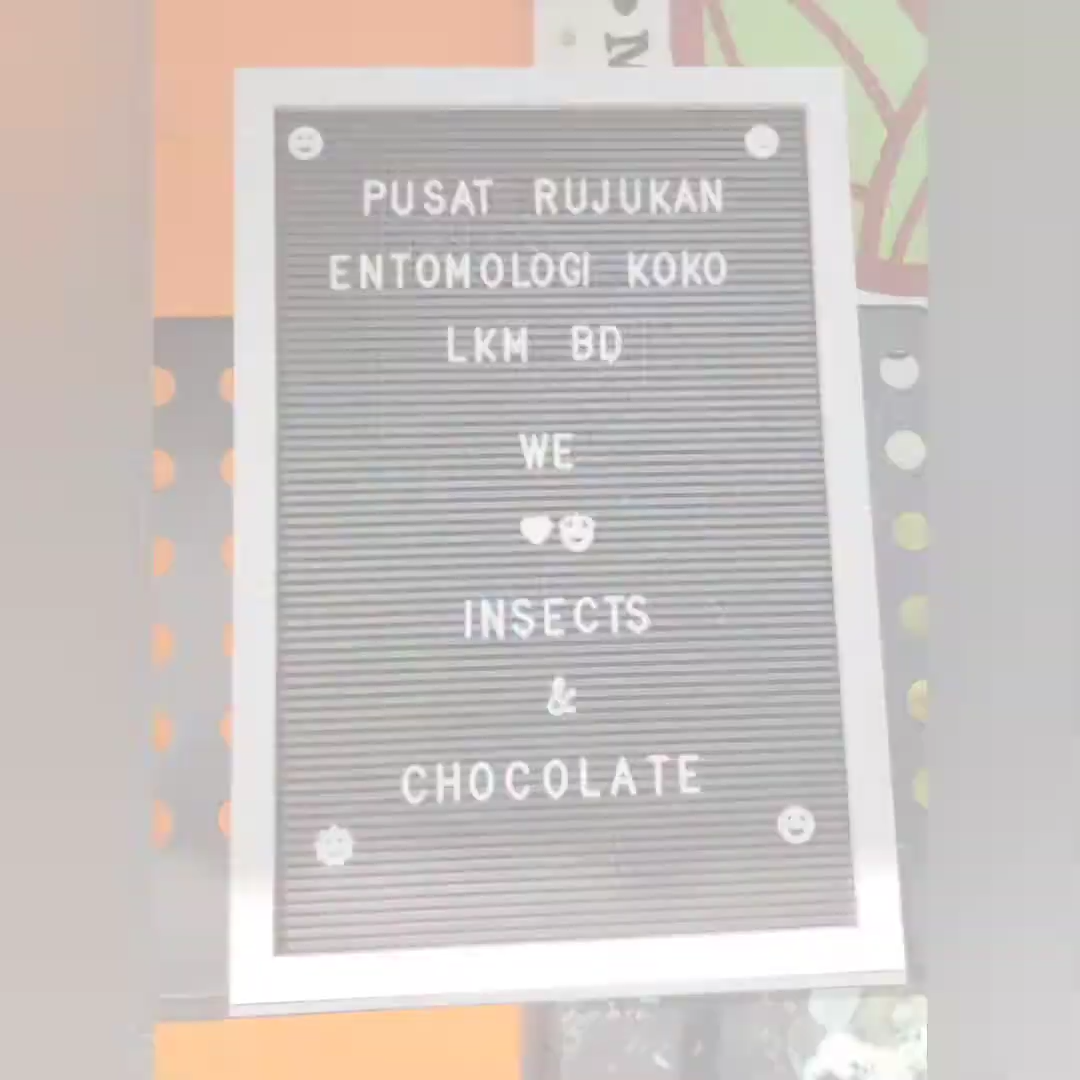 PUSAT RUJUKAN
ENTOMOLOGI KOKO
LKM BD
WE
INSECTS
&
CHOCOLATE